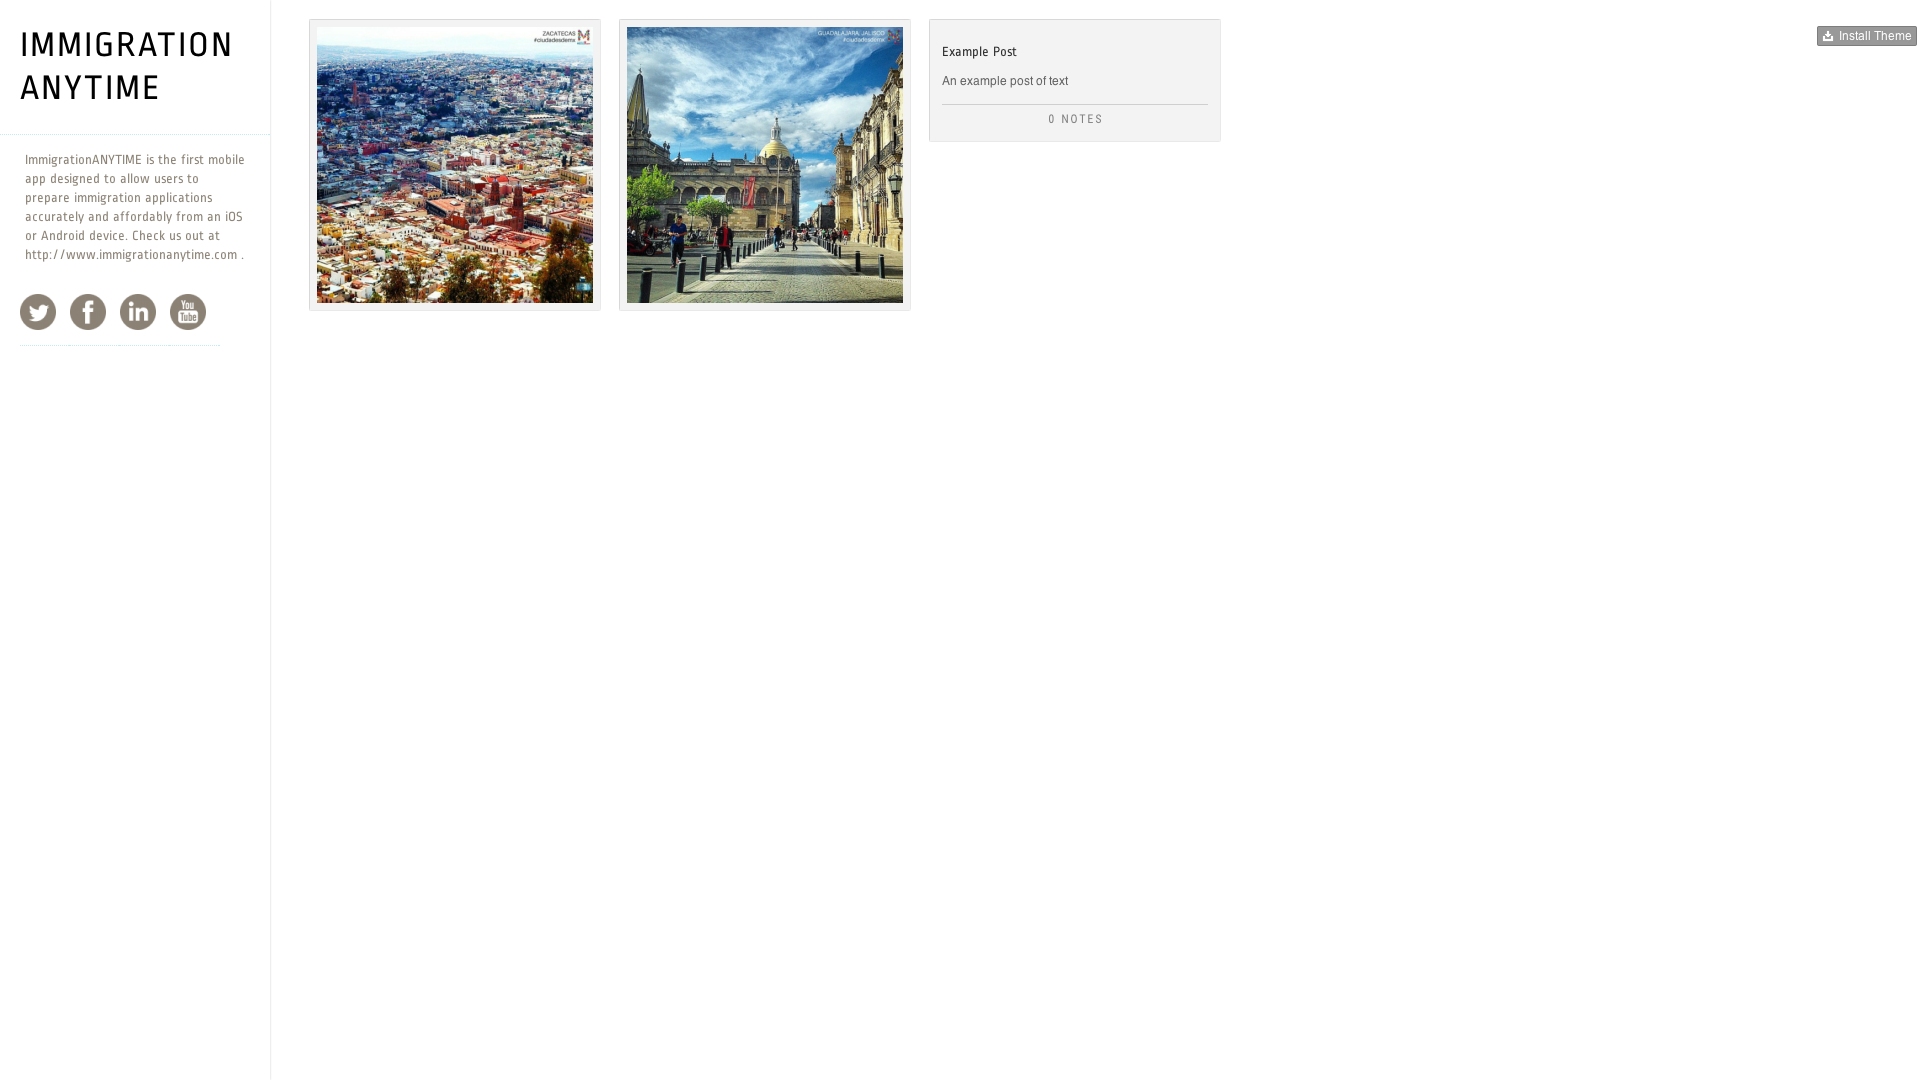 IMMIGRATION
ANYTIME
ImmigrationANYTIME is the first mobile
app designed to allow users to
prepare immigration applications
accurately and affordably from an iOS
or Android device. Check us out at
http://www.immigrationanytime.com .
You
Tube
ZACATECAS
#ciudadesdemx
GUADALAJARA, JALISCO
#ciudadesdemx
Example Post
An example post of text
0 NOTES
Install Theme